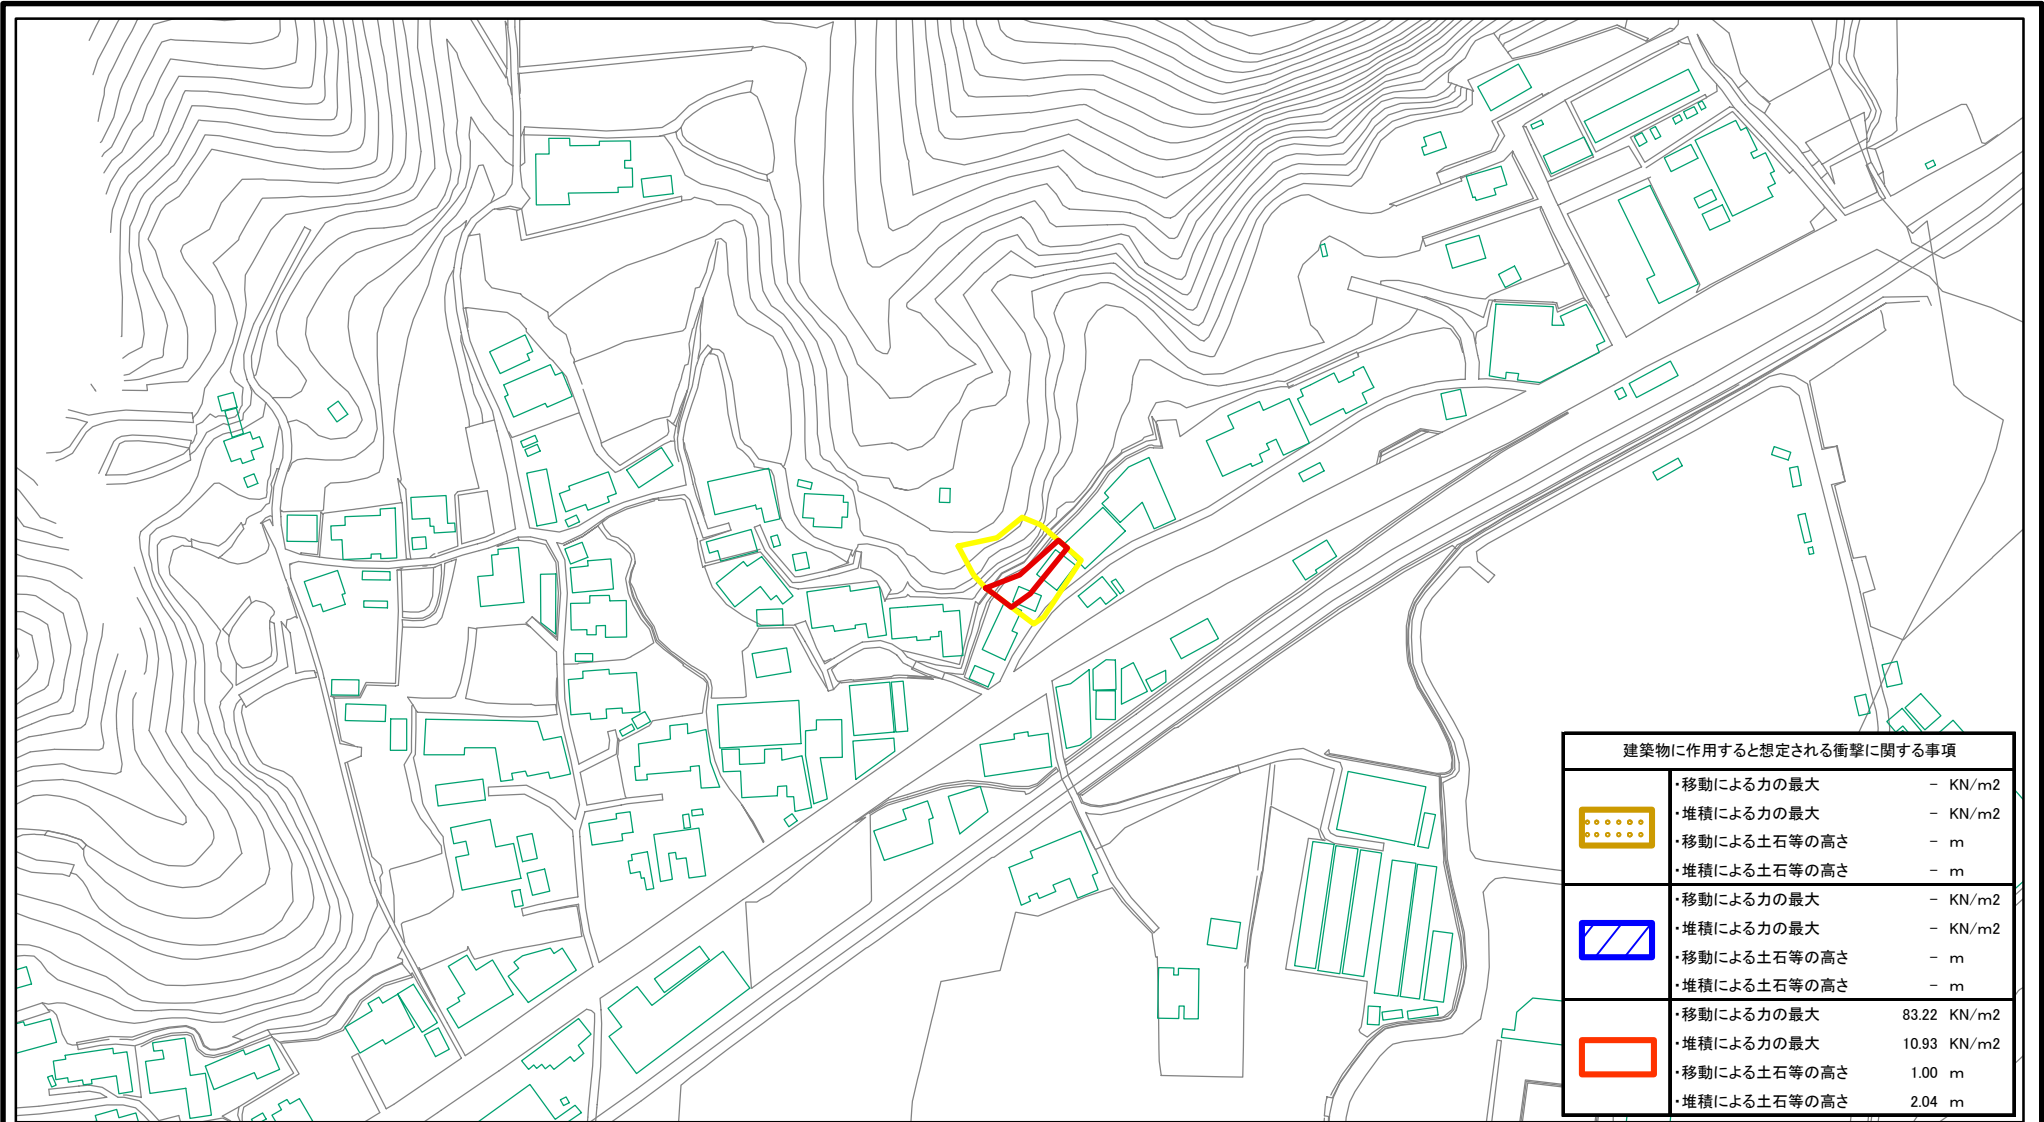 建築物に作用すると想定される衝撃に関する事項
・移動による力の最大 - KN/m2
・堆積による力の最大 - KN/m2
・移動による土石等の高さ - m
・堆積による土石等の高さ - m
・移動による力の最大 - KN/m2
・堆積による力の最大 - KN/m2
・移動による土石等の高さ - m
・堆積による土石等の高さ - m
・移動による力の最大 83.22 KN/m2
・堆積による力の最大 10.93 KN/m2
・移動による土石等の高さ 1.00 m
・堆積による土石等の高さ 2.04 m